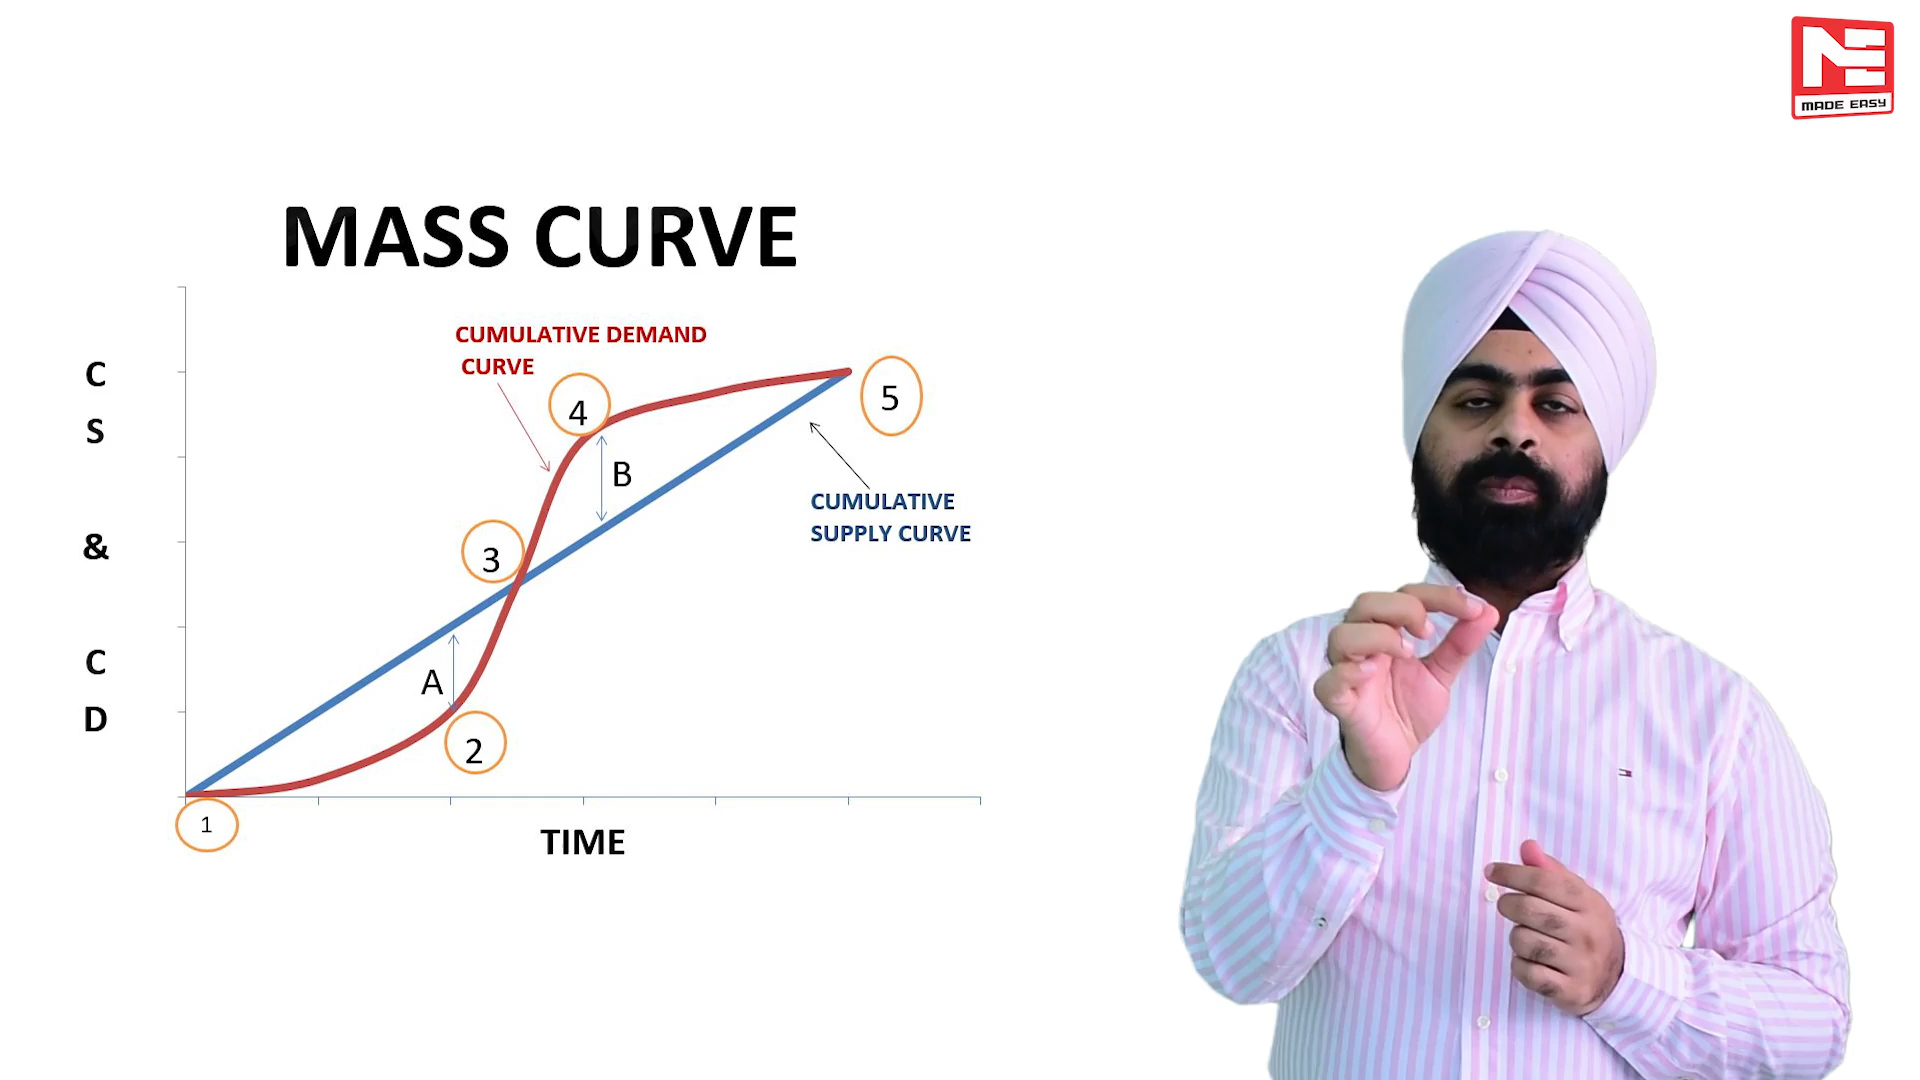 MADE EASY
MASS CURVE
CUMULATIVE DEMAND
CURVE
C
S
&
C
D
4
5
B
CUMULATIVE
SUPPLY CURVE
3
A
2
1
TIME